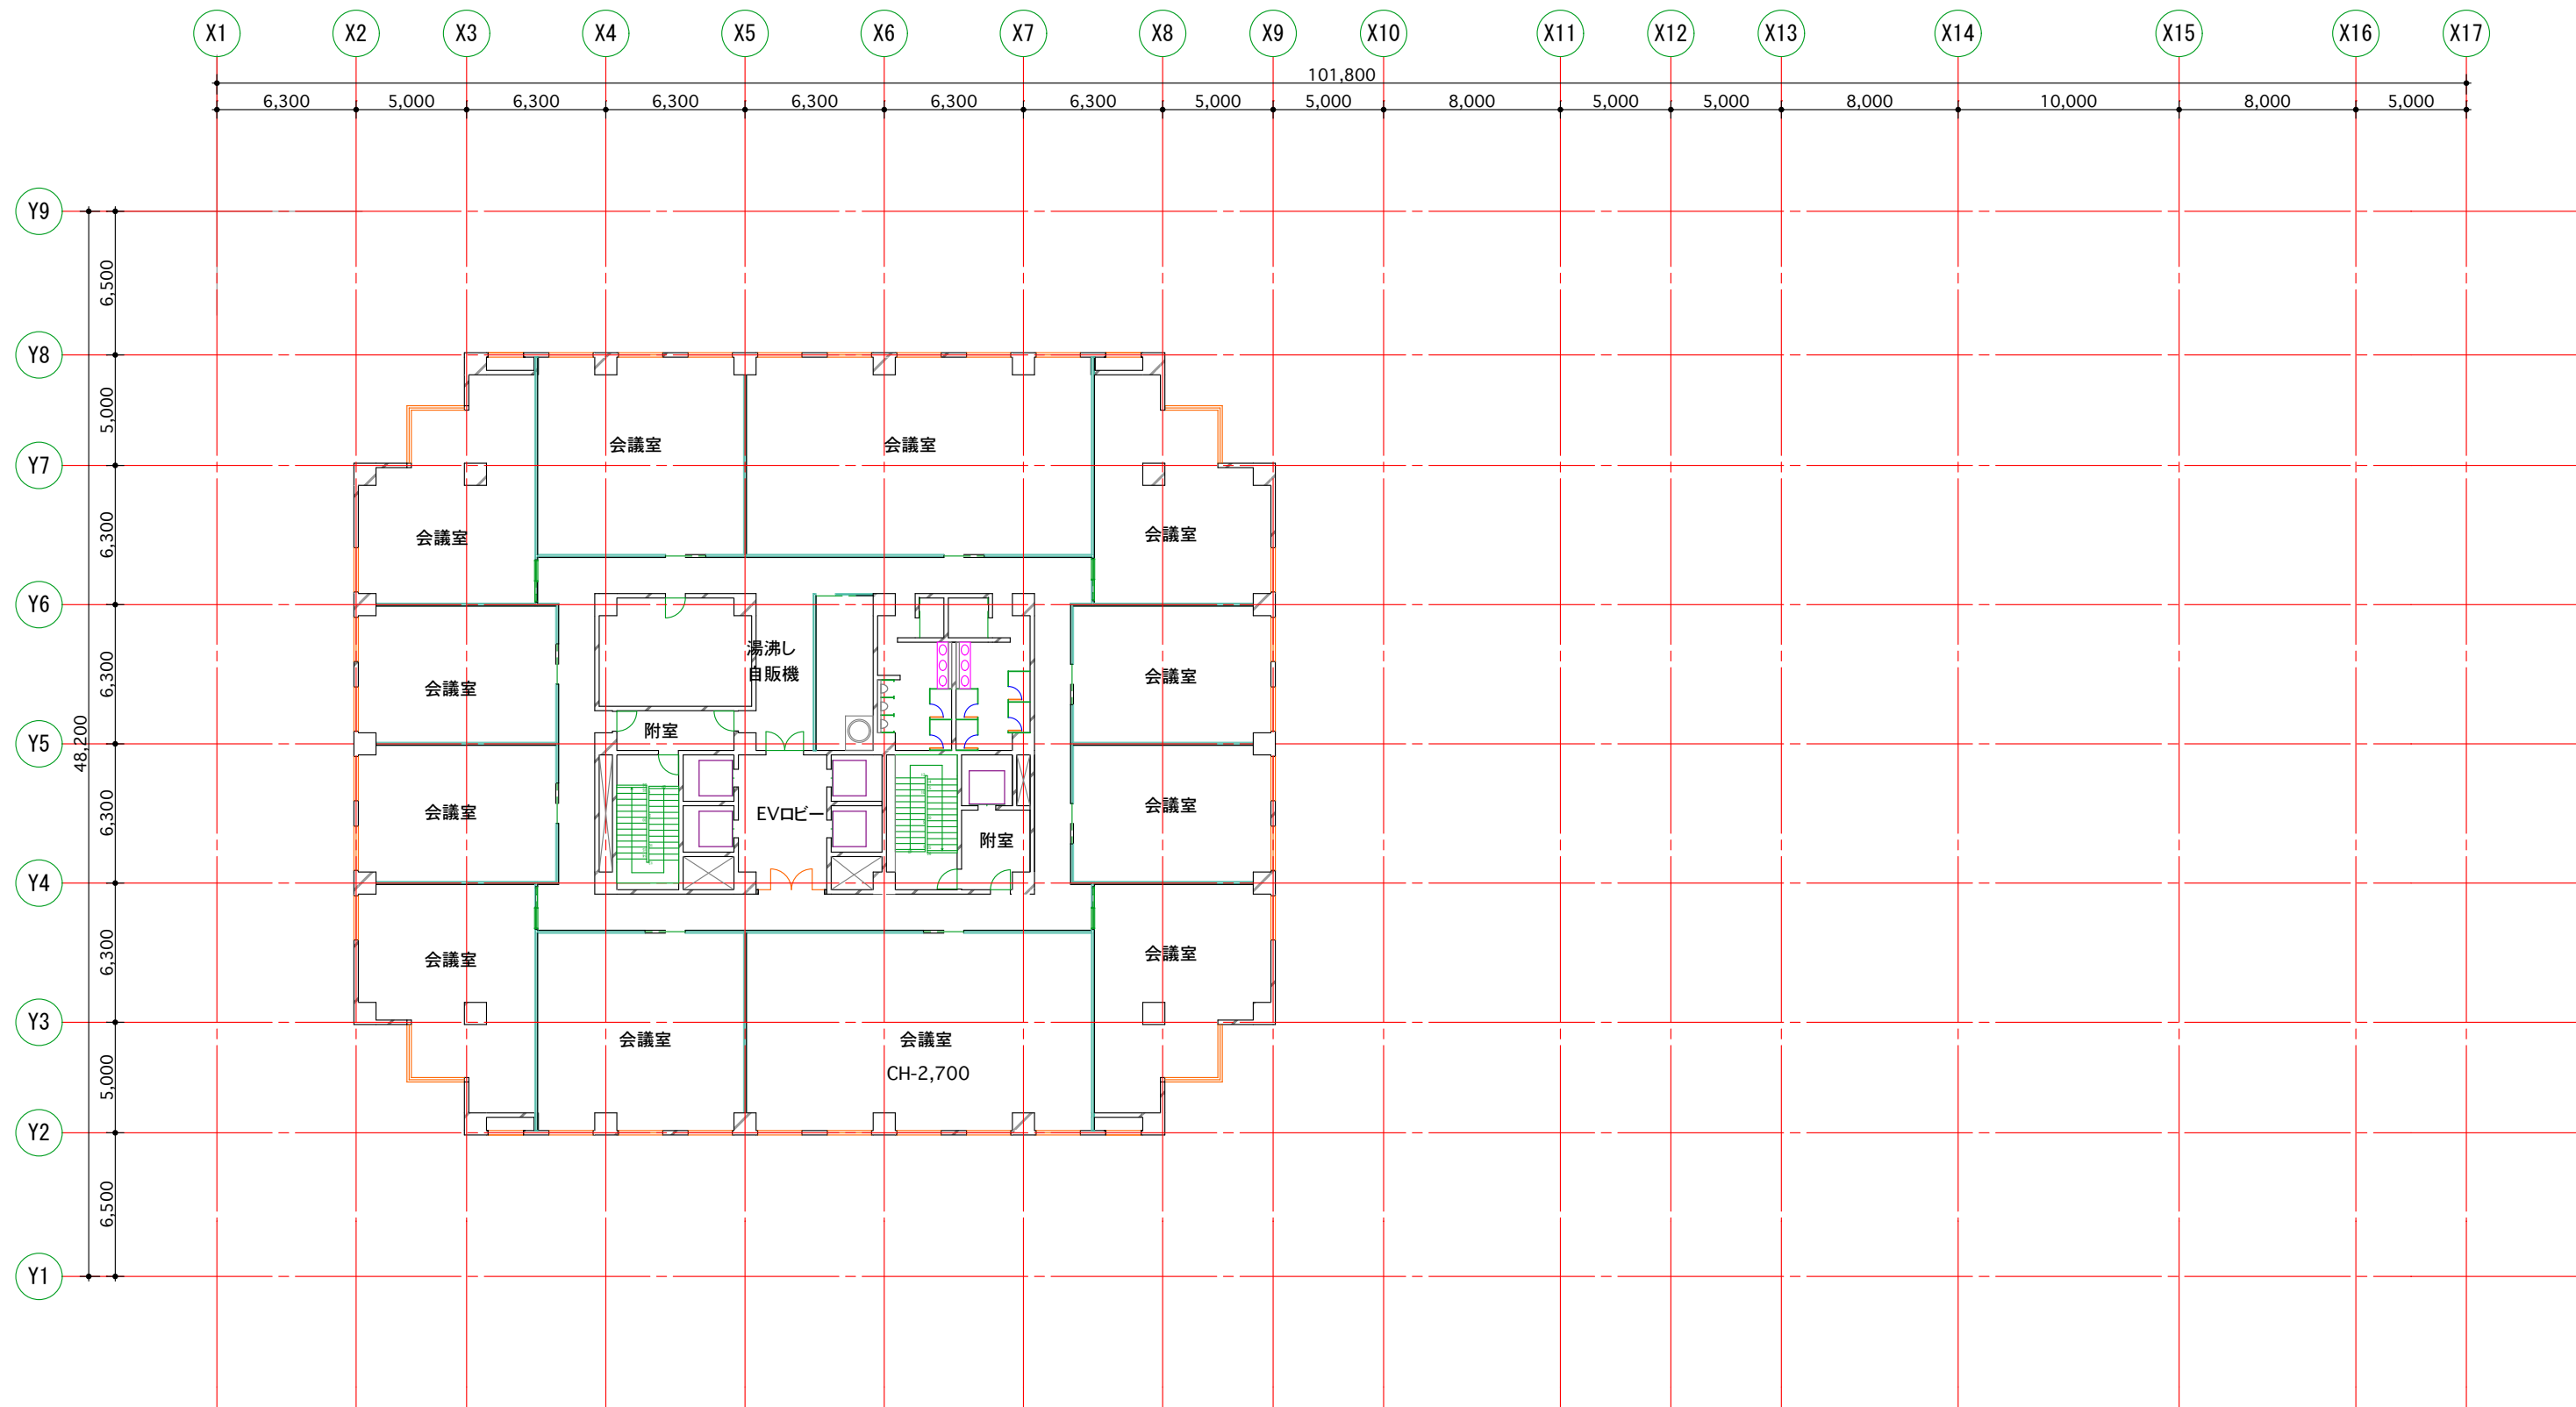 X1 X2 X3 X4 X5 X6 X7 X8 X9 X10 X11 X12 X13 X14 X15 X16 X17
101,800
6,300 5,000 6,300 6,300 6,300 6,300 6,300 5,000 5,000 8,000 5,000 5,000 8,000 10,000 8,000 5,000
Y9
6,500
Y8
5,000
会議室 会議室
Y7
6,300
会議室 会議室
Y6
6,300
湯沸し
自販機
会議室 会議室
附室
Y5
48,200
6,300
会議室 EVロビー 会議室
附室
Y4
6,300
会議室 会議室
Y3
会議室 会議室
5,000
CH-2,700
Y2
6,500
Y1